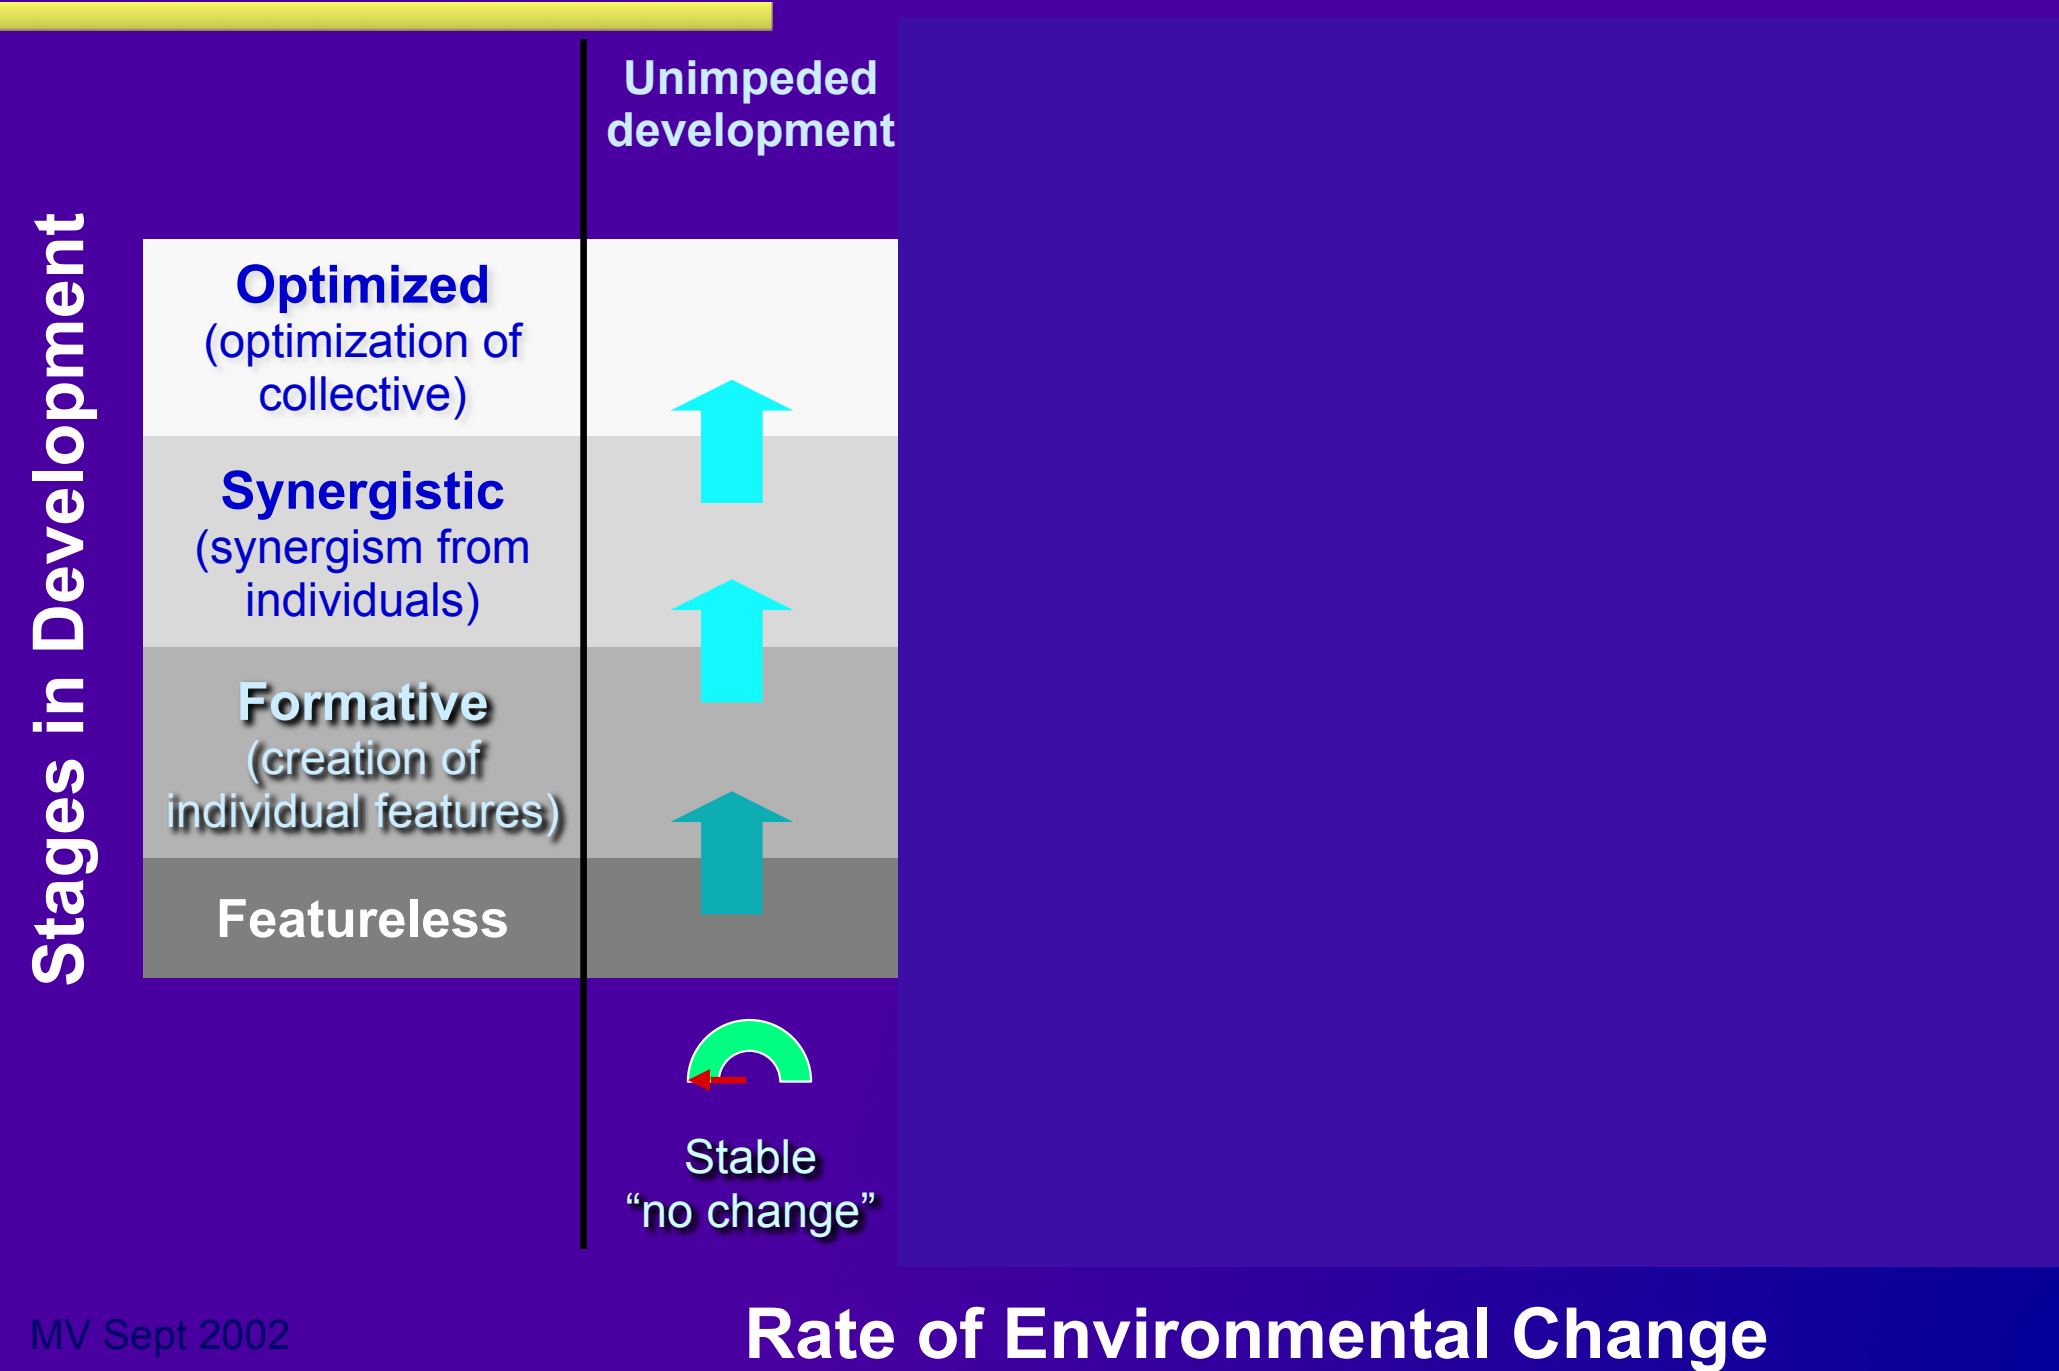 Unimpeded
development
Stages in Development
Optimized
(optimization of
collective)
Synergistic
(synergism from
individuals)
Formative
(creation of
individual features)
Featureless
Stable
“no change”
MV Sept 2002
Rate of Environmental Change